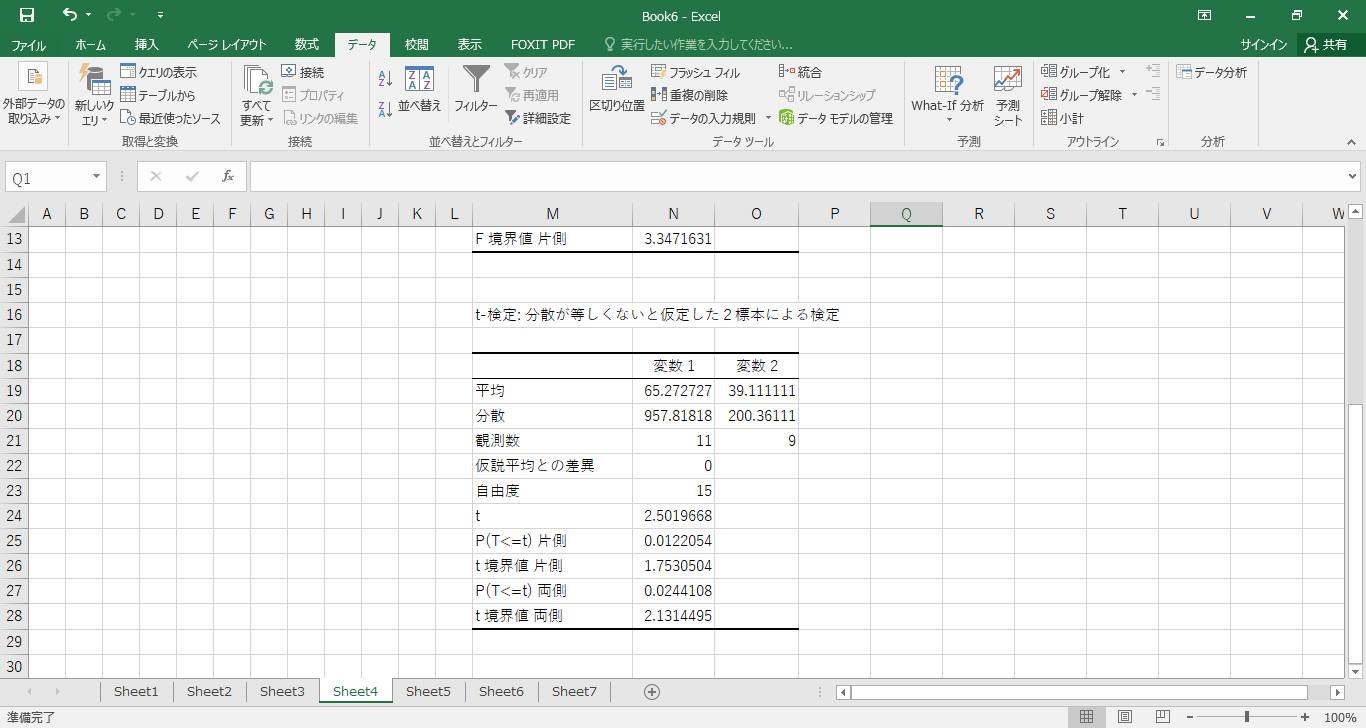 Book6 - Excel
ファイル ホーム 挿入 ページ レイアウト 数式 データ 校閲 表示 FOXIT PDF 実行したい作業を入力してください... サインイン 共有
外部データの取り込み
新しいクエリ
クエリの表示
テーブルから
最近使ったソース
取得と変換
すべて更新
接続
プロパティ
リンクの編集
接続
並べ替え
フィルター
クリア
再適用
詳細設定
並べ替えとフィルター
区切り位置
フラッシュ フィル
重複の削除
データの入力規則
統合
リレーションシップ
データ モデルの管理
データ ツール
What-If 分析
予測シート
予測
グループ化
グループ解除
小計
アウトライン
データ分析
分析
Q1 fx
A B C D E F G H I J K L M N O P Q R S T U V W
13 F 境界値 片側 3.3471631
14
15
16 t-検定: 分散が等しくないと仮定した２標本による検定
17
18 変数 1 変数 2
19 平均 65.272727 39.111111
20 分散 957.81818 200.36111
21 観測数 11 9
22 仮説平均との差異 0
23 自由度 15
24 t 2.5019668
25 P(T<=t) 片側 0.0122054
26 t 境界値 片側 1.7530504
27 P(T<=t) 両側 0.0244108
28 t 境界値 両側 2.1314495
29
30
Sheet1 Sheet2 Sheet3 Sheet4 Sheet5 Sheet6 Sheet7
準備完了 100%